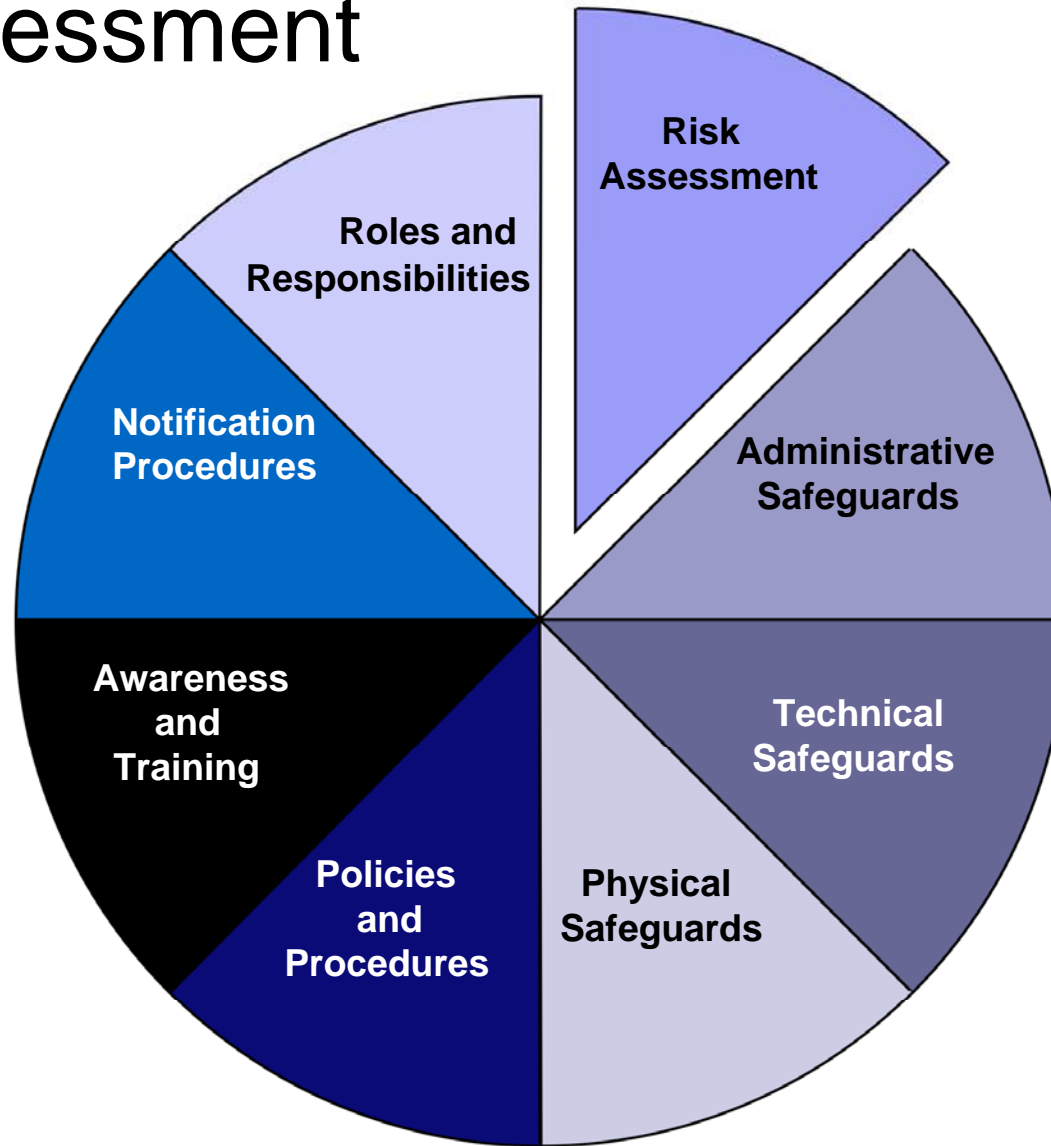 essment
Risk
Assessment
Roles and
Responsibilities
Notification
Procedures
Administrative
Safeguards
Awareness
and
Training
Technical
Safeguards
Policies
and
Procedures
Physical
Safeguards